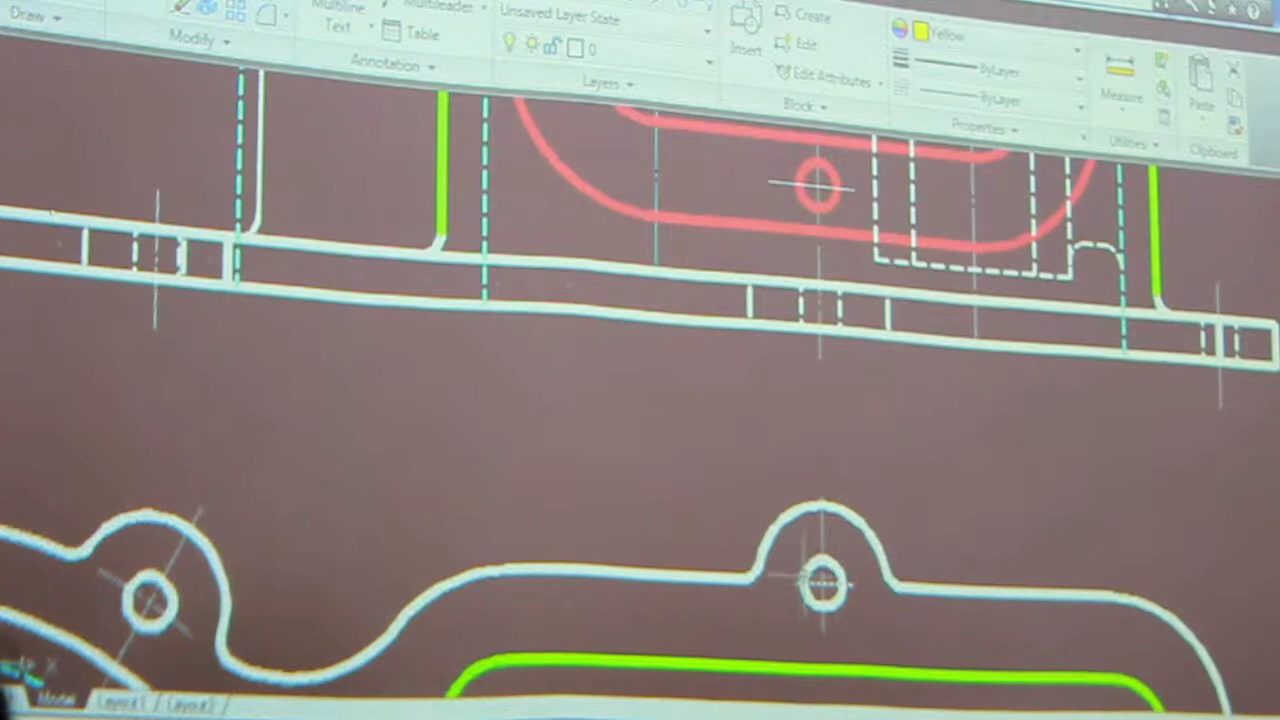 Draw
Modify
Multiline
Text
Multileader
Table
Annotation
Unsaved Layer State
0
Layers
Insert
Create
Edit
Edit Attributes
Block
Yellow
ByLayer
ByLayer
Properties
Measure
Utilities
Paste
Clipboard
X
Model
Layout1
Layout2